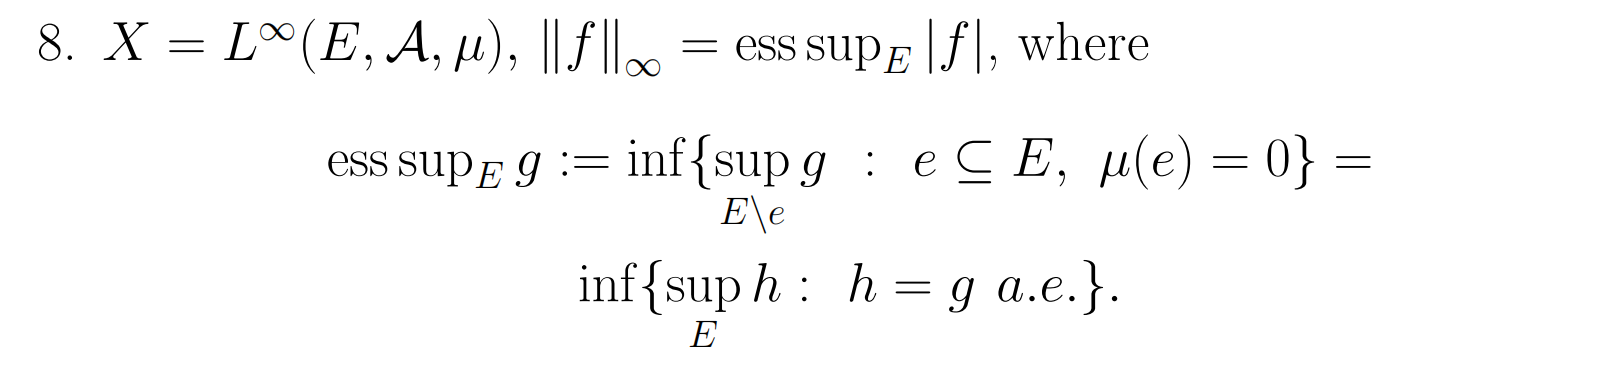 8. X = L^∞(E, 𝒜, μ), ‖f‖_∞ = ess sup_E |f|, where
ess sup_E g := inf{sup_{E\e} g : e ⊆ E, μ(e) = 0} =
inf{sup_E h : h = g a.e.}.